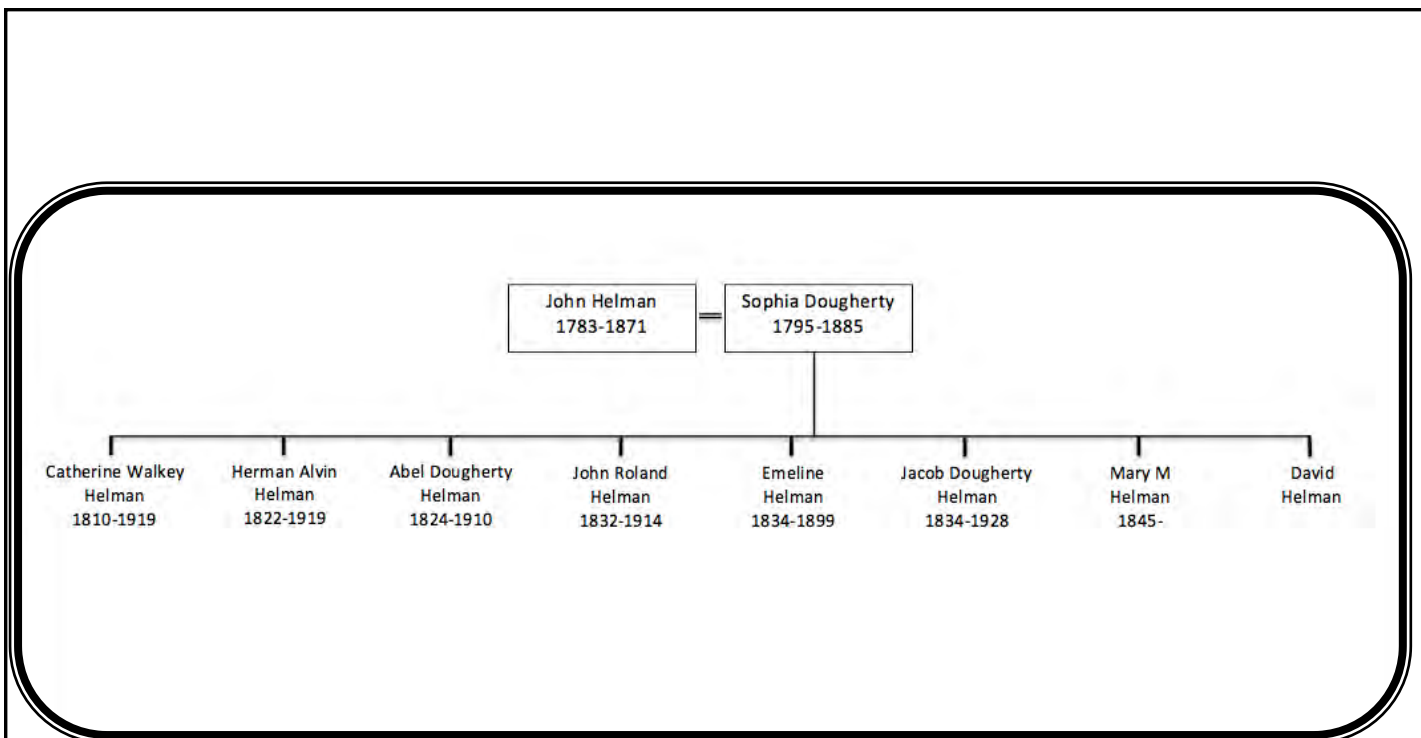 John Helman
1783-1871
Sophia Dougherty
1795-1885
Catherine Walkey
Helman
1810-1919
Herman Alvin
Helman
1822-1919
Abel Dougherty
Helman
1824-1910
John Roland
Helman
1832-1914
Emeline
Helman
1834-1899
Jacob Dougherty
Helman
1834-1928
Mary M
Helman
1845-
David
Helman